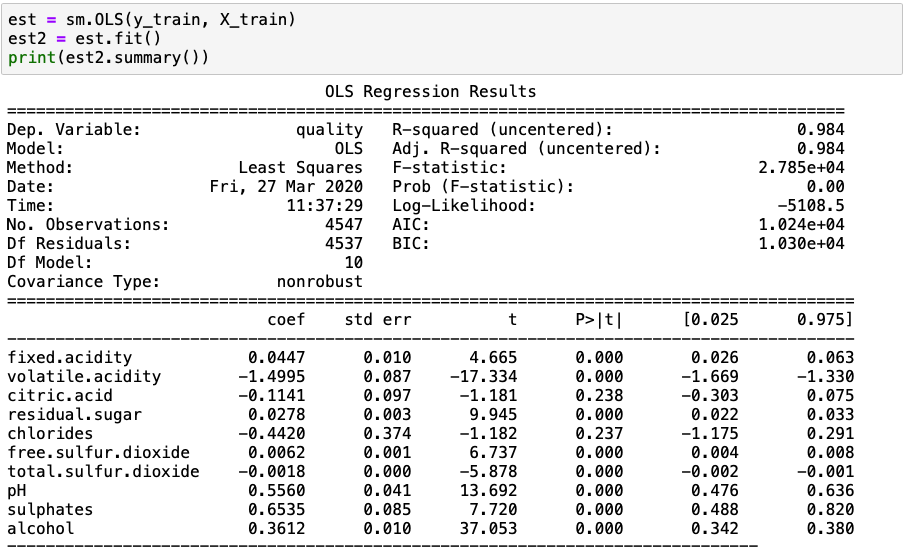 est = sm.OLS(y_train, X_train)
est2 = est.fit()
print(est2.summary())
OLS Regression Results
==============================================================================
Dep. Variable: quality R-squared (uncentered): 0.984
Model: OLS Adj. R-squared (uncentered): 0.984
Method: Least Squares F-statistic: 2.785e+04
Date: Fri, 27 Mar 2020 Prob (F-statistic): 0.00
Time: 11:37:29 Log-Likelihood: -5108.5
No. Observations: 4547 AIC: 1.024e+04
Df Residuals: 4537 BIC: 1.030e+04
Df Model: 10
Covariance Type: nonrobust
==============================================================================
coef std err t P>|t| [0.025 0.975]
------------------------------------------------------------------------------
fixed.acidity 0.0447 0.010 4.665 0.000 0.026 0.063
volatile.acidity -1.4995 0.087 -17.334 0.000 -1.669 -1.330
citric.acid -0.1141 0.097 -1.181 0.238 -0.303 0.075
residual.sugar 0.0278 0.003 9.945 0.000 0.022 0.033
chlorides -0.4420 0.374 -1.182 0.237 -1.175 0.291
free.sulfur.dioxide 0.0062 0.001 6.737 0.000 0.004 0.008
total.sulfur.dioxide -0.0018 0.000 -5.878 0.000 -0.002 -0.001
pH 0.5560 0.041 13.692 0.000 0.476 0.636
sulphates 0.6535 0.085 7.720 0.000 0.488 0.820
alcohol 0.3612 0.010 37.053 0.000 0.342 0.380